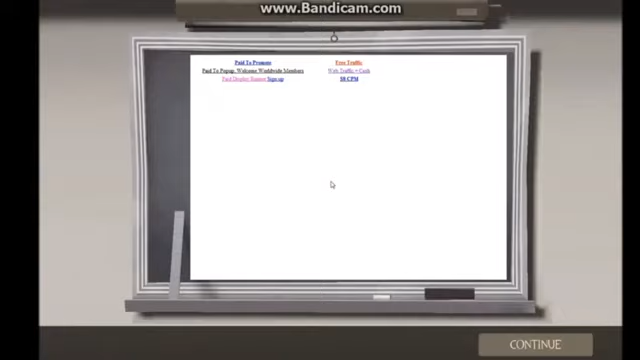 www.Bandicam.com
Paid To Promote
Free Traffic
Paid To Popup, Welcome Worldwide Members
Web Traffic = Cash
Paid Display Banner Sign up
$8 CPM
CONTINUE